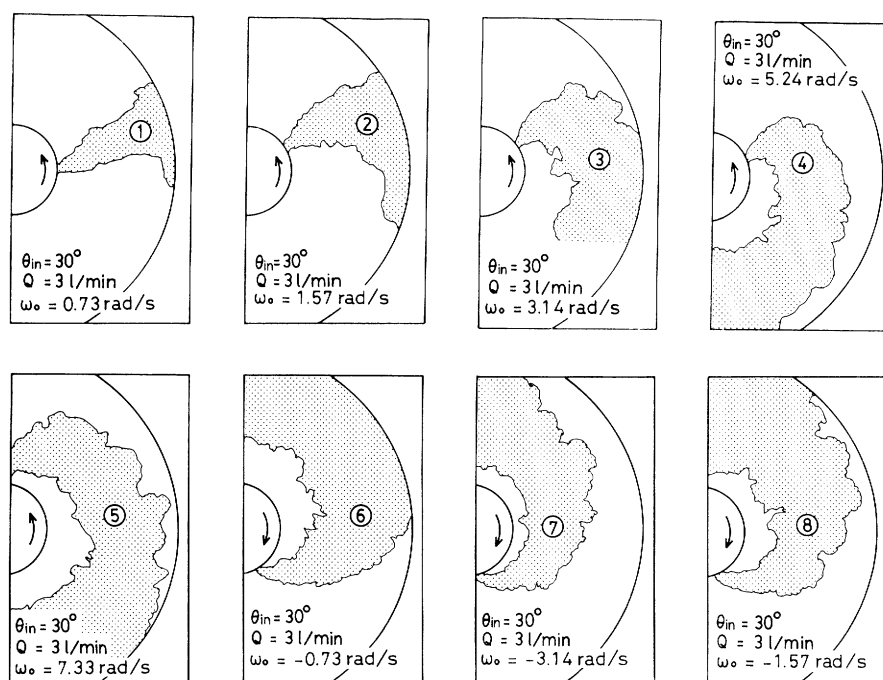 ①
θin = 30°
Q = 3 l/min
ωo = 0.73 rad/s
②
θin = 30°
Q = 3 l/min
ωo = 1.57 rad/s
③
θin = 30°
Q = 3 l/min
ωo = 3.14 rad/s
θin = 30°
Q = 3 l/min
ωo = 5.24 rad/s
④
⑤
θin = 30°
Q = 3 l/min
ωo = 7.33 rad/s
⑥
θin = 30°
Q = 3 l/min
ωo = -0.73 rad/s
⑦
θin = 30°
Q = 3 l/min
ωo = -3.14 rad/s
⑧
θin = 30°
Q = 3 l/min
ωo = -1.57 rad/s